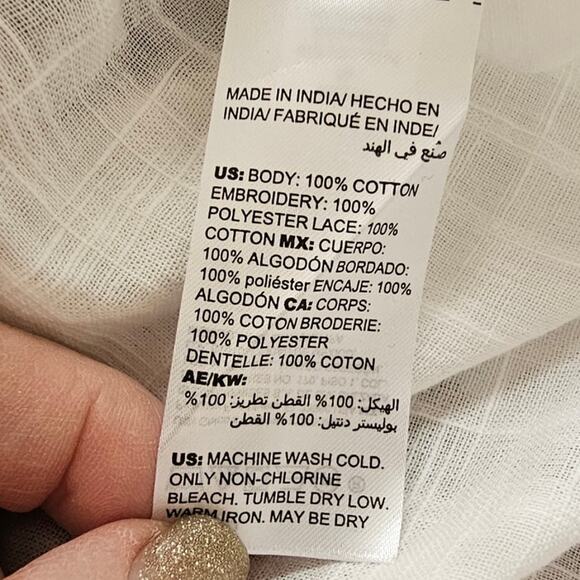 MADE IN INDIA/ HECHO EN
INDIA/ FABRIQUÉ EN INDE/
صُنع في الهند
US: BODY: 100% COTTON
EMBROIDERY: 100%
POLYESTER LACE: 100%
COTTON MX: CUERPO:
100% ALGODÓN BORDADO:
100% poliéster ENCAJE: 100%
ALGODÓN CA: CORPS:
100% COTON BRODERIE:
100% POLYESTER
DENTELLE: 100% COTON
AE/KW:
الهيكل: 100% القطن تطريز: 100%
بوليستر دنتيل: 100% القطن
US: MACHINE WASH COLD.
ONLY NON-CHLORINE
BLEACH. TUMBLE DRY LOW.
WARM IRON. MAY BE DRY